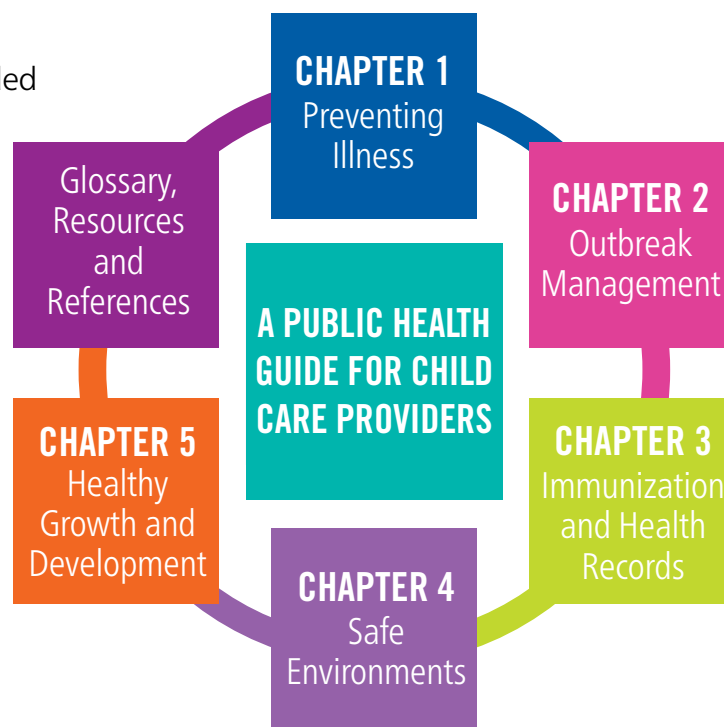 led
CHAPTER 1
Preventing
Illness
CHAPTER 2
Outbreak
Management
CHAPTER 3
Immunization
and Health
Records
CHAPTER 4
Safe
Environments
CHAPTER 5
Healthy
Growth and
Development
Glossary,
Resources
and
References
A PUBLIC HEALTH
GUIDE FOR CHILD
CARE PROVIDERS